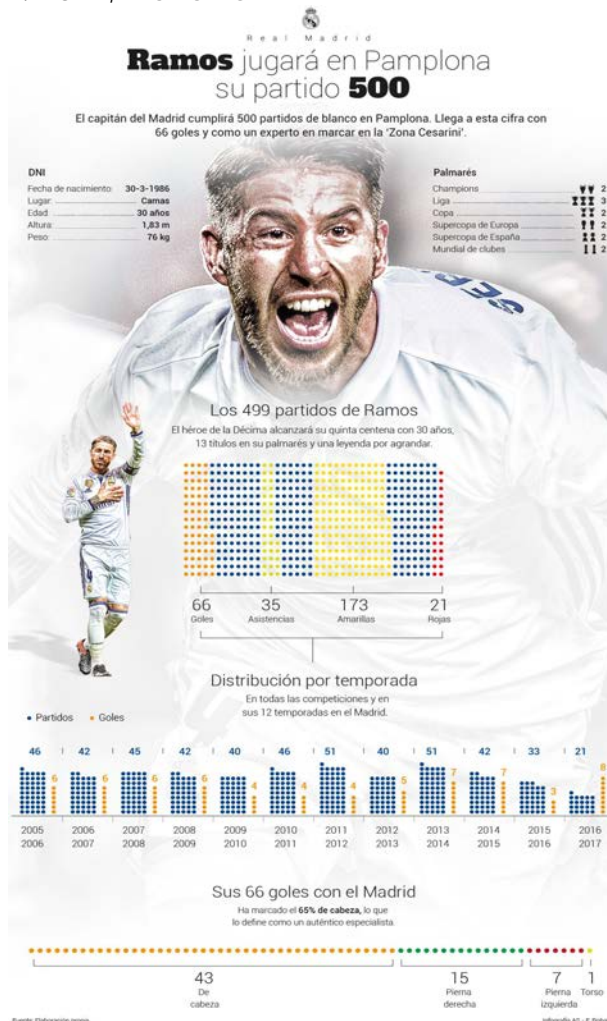 Real Madrid
Ramos jugará en Pamplona
su partido 500
El capitán del Madrid cumplirá 500 partidos de blanco en Pamplona. Llega a esta cifra con
66 goles y como un experto en marcar en la 'Zona Cesarini'.
DNI
Fecha de nacimiento: 30-3-1986
Lugar: Camas
Edad 30 años
Altura: 1,83 m
Peso: 76 kg
Palmarés
Champions 2
Liga 3
Copa 2
Supercopa de Europa 2
Supercopa de España 2
Mundial de clubes 2
Los 499 partidos de Ramos
El héroe de la Décima alcanzará su quinta centena con 30 años,
13 títulos en su palmarés y una leyenda por agrandar.
66 35 173 21
Goles Asistencias Amarillas Rojas
Distribución por temporada
En todas las competiciones y en
sus 12 temporadas en el Madrid.
Partidos Goles
46 42 45 42 40 46 51 40 51 42 33 21
6 6 6 6 4 4 4 5 7 7 3 8
2005 2006 2007 2008 2009 2010 2011 2012 2013 2014 2015 2016
2006 2007 2008 2009 2010 2011 2012 2013 2014 2015 2016 2017
Sus 66 goles con el Madrid
Ha marcado el 65% de cabeza, lo que
lo define como un auténtico especialista.
43 15 7 1
De Pierna Pierna Torso
cabeza derecha izquierda
Fuente: Elaboración propia